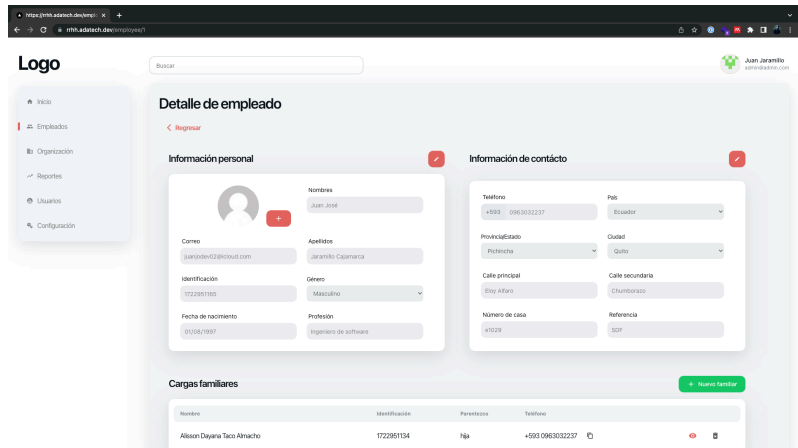 https://rrhh.adatech.dev/emplo
rrhh.adatech.dev/employee/1
Logo
Buscar
Juan Jaramillo
admin@admin.com
Inicio
Empleados
Organización
Reportes
Usuarios
Configuración
Detalle de empleado
Regresar
Información personal
Nombres
Juan José
Correo
Apellidos
juanjodev02@icloud.com
Jaramillo Cajamarca
Identificación
Género
1722951165
Masculino
Fecha de nacimiento
Profesión
01/08/1997
Ingeniero de software
Información de contácto
Teléfono
País
+593 0963032237
Ecuador
Provincia/Estado
Ciudad
Pichincha
Quito
Calle principal
Calle secundaria
Eloy Alfaro
Chumborazo
Número de casa
Referencia
e1029
SDF
Cargas familiares
+ Nuevo familiar
Nombre Identificación Parentezos Teléfono
Alisson Dayana Taco Almacho 1722951134 hija +593 0963032237